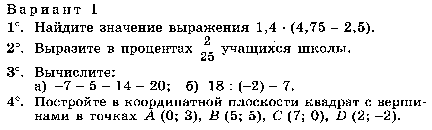 Вариант 1
1°. Найдите значение выражения 1,4 · (4,75 – 2,5).
2°. Выразите в процентах 2/25 учащихся школы.
3°. Вычислите:
а) –7 – 5 – 14 – 20; б) 18 : (–2) – 7.
4°. Постройте в координатной плоскости квадрат с верши-
нами в точках A (0; 3), B (5; 5), C (7; 0), D (2; –2).